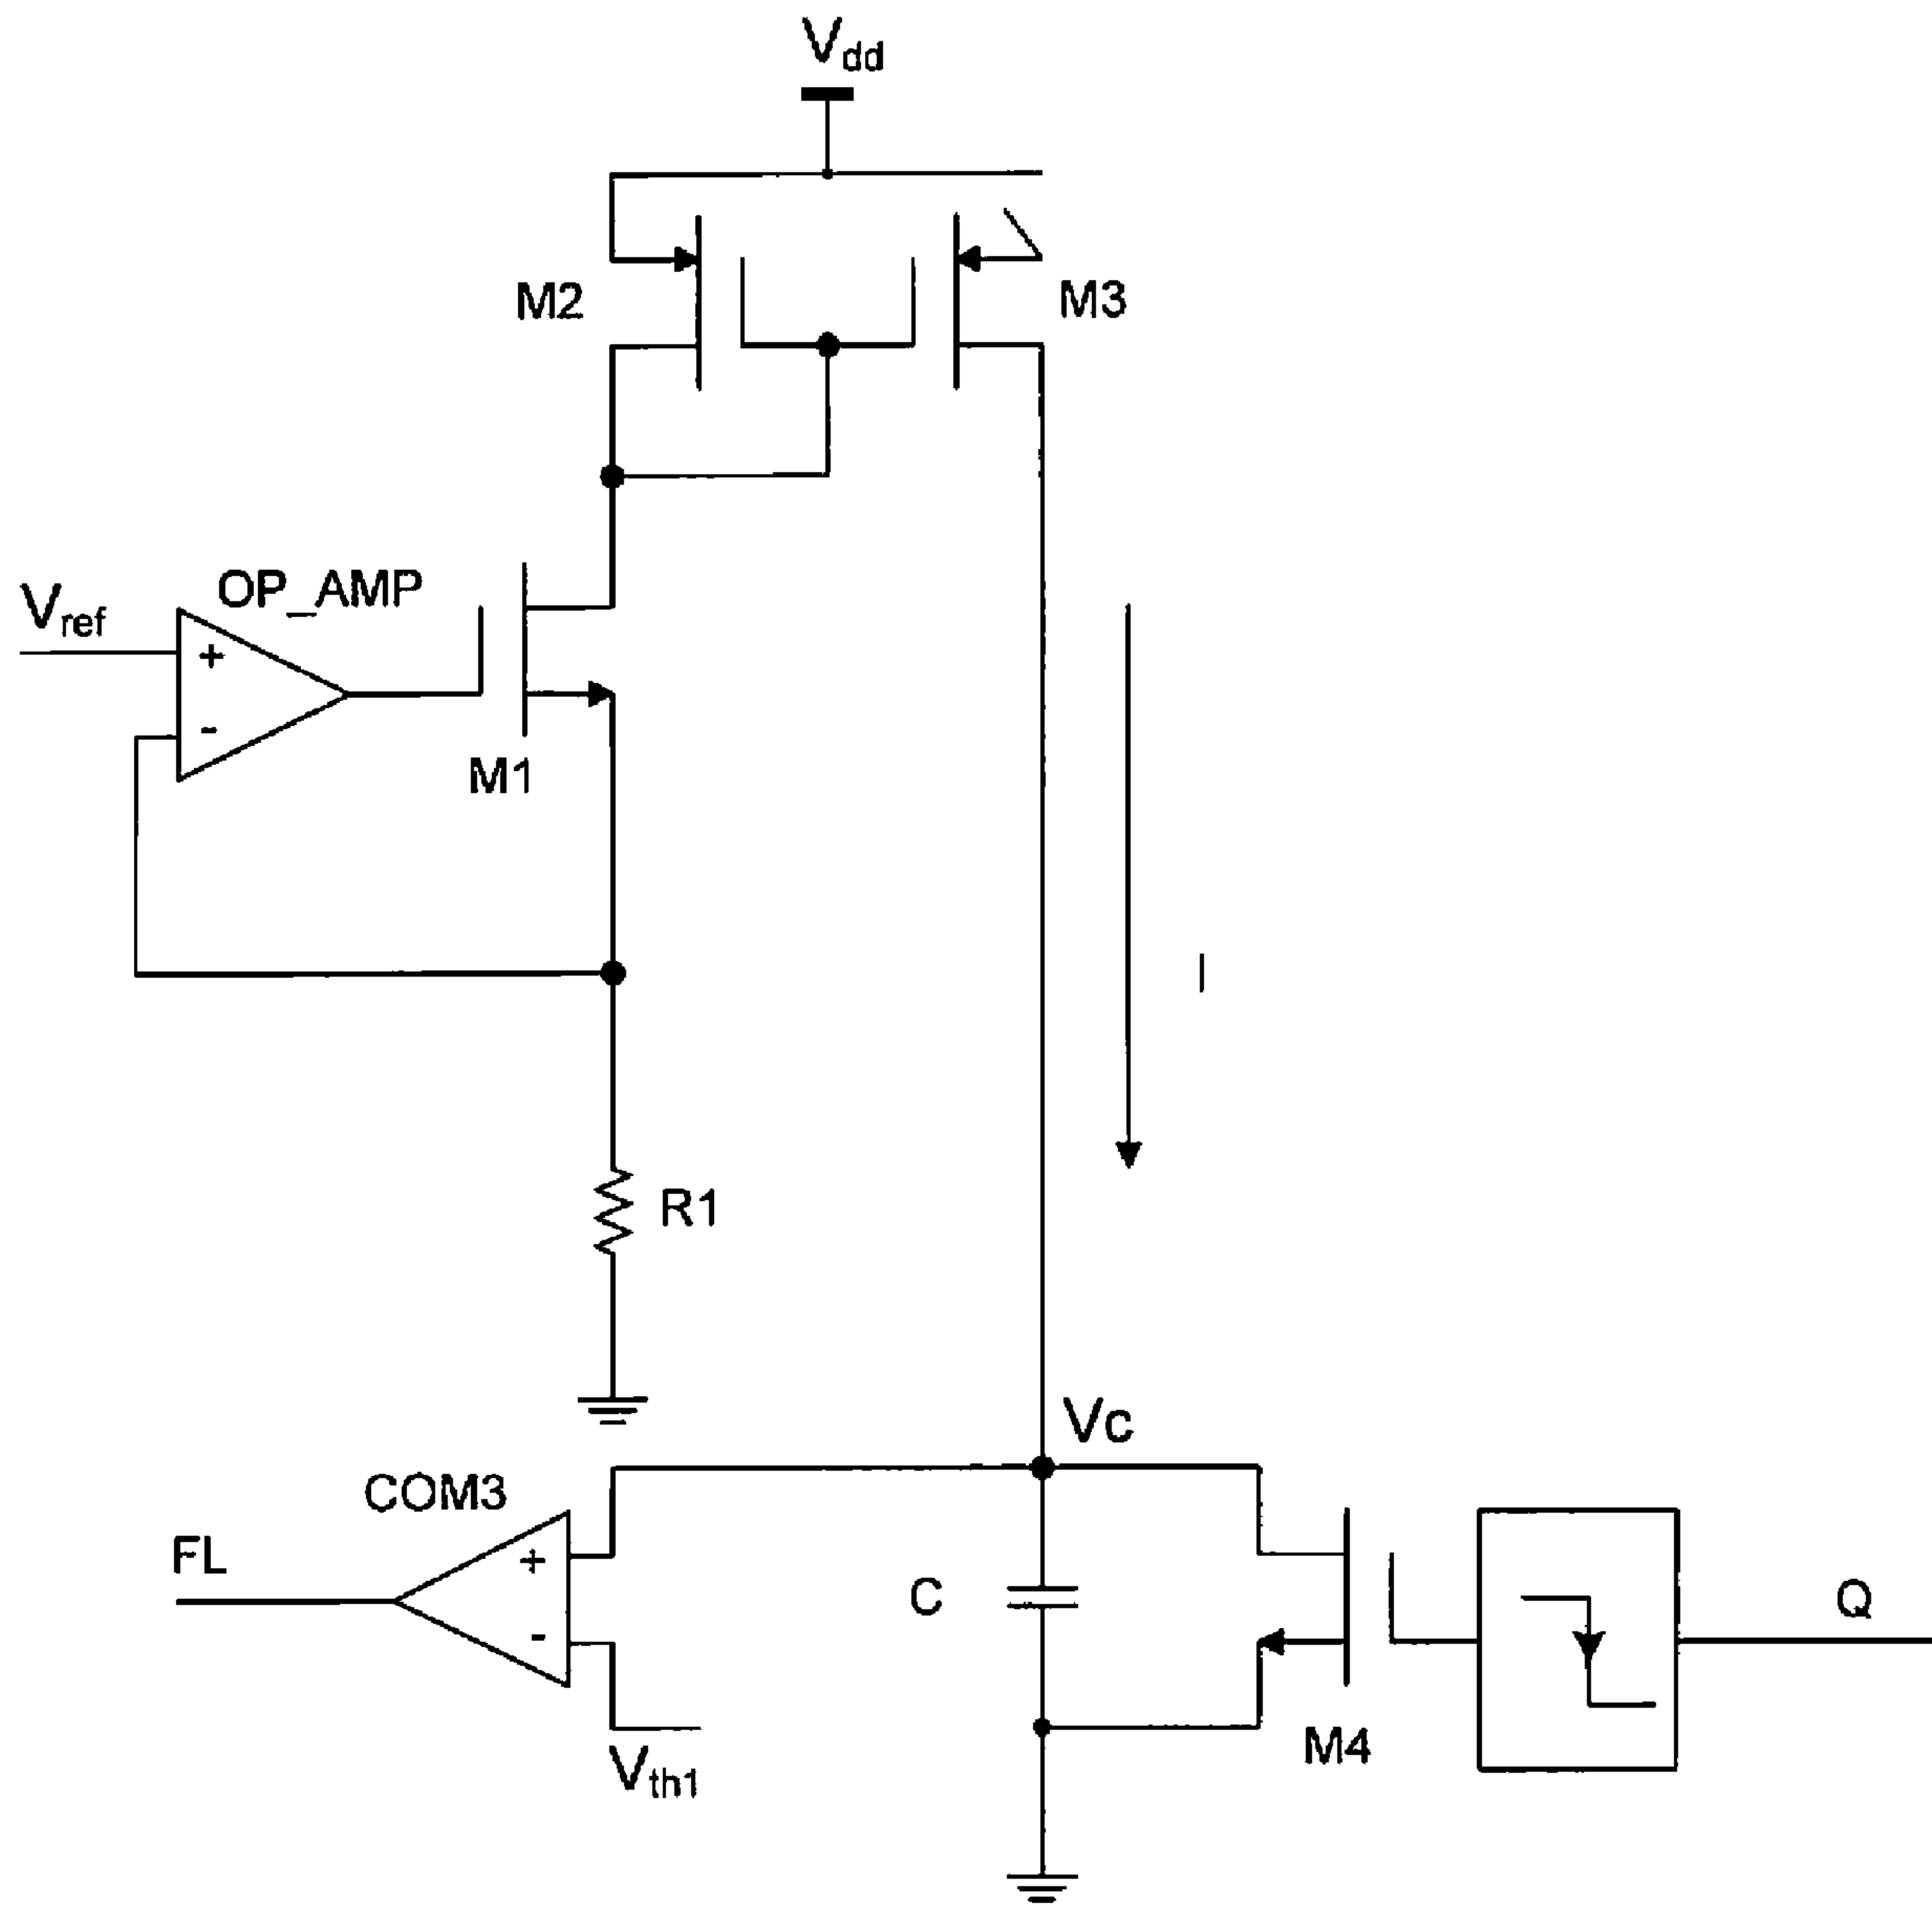 Vdd
M2
M3
Vref
OP_AMP
+
-
M1
I
R1
Vc
COM3
FL
+
-
C
Q
M4
Vth1